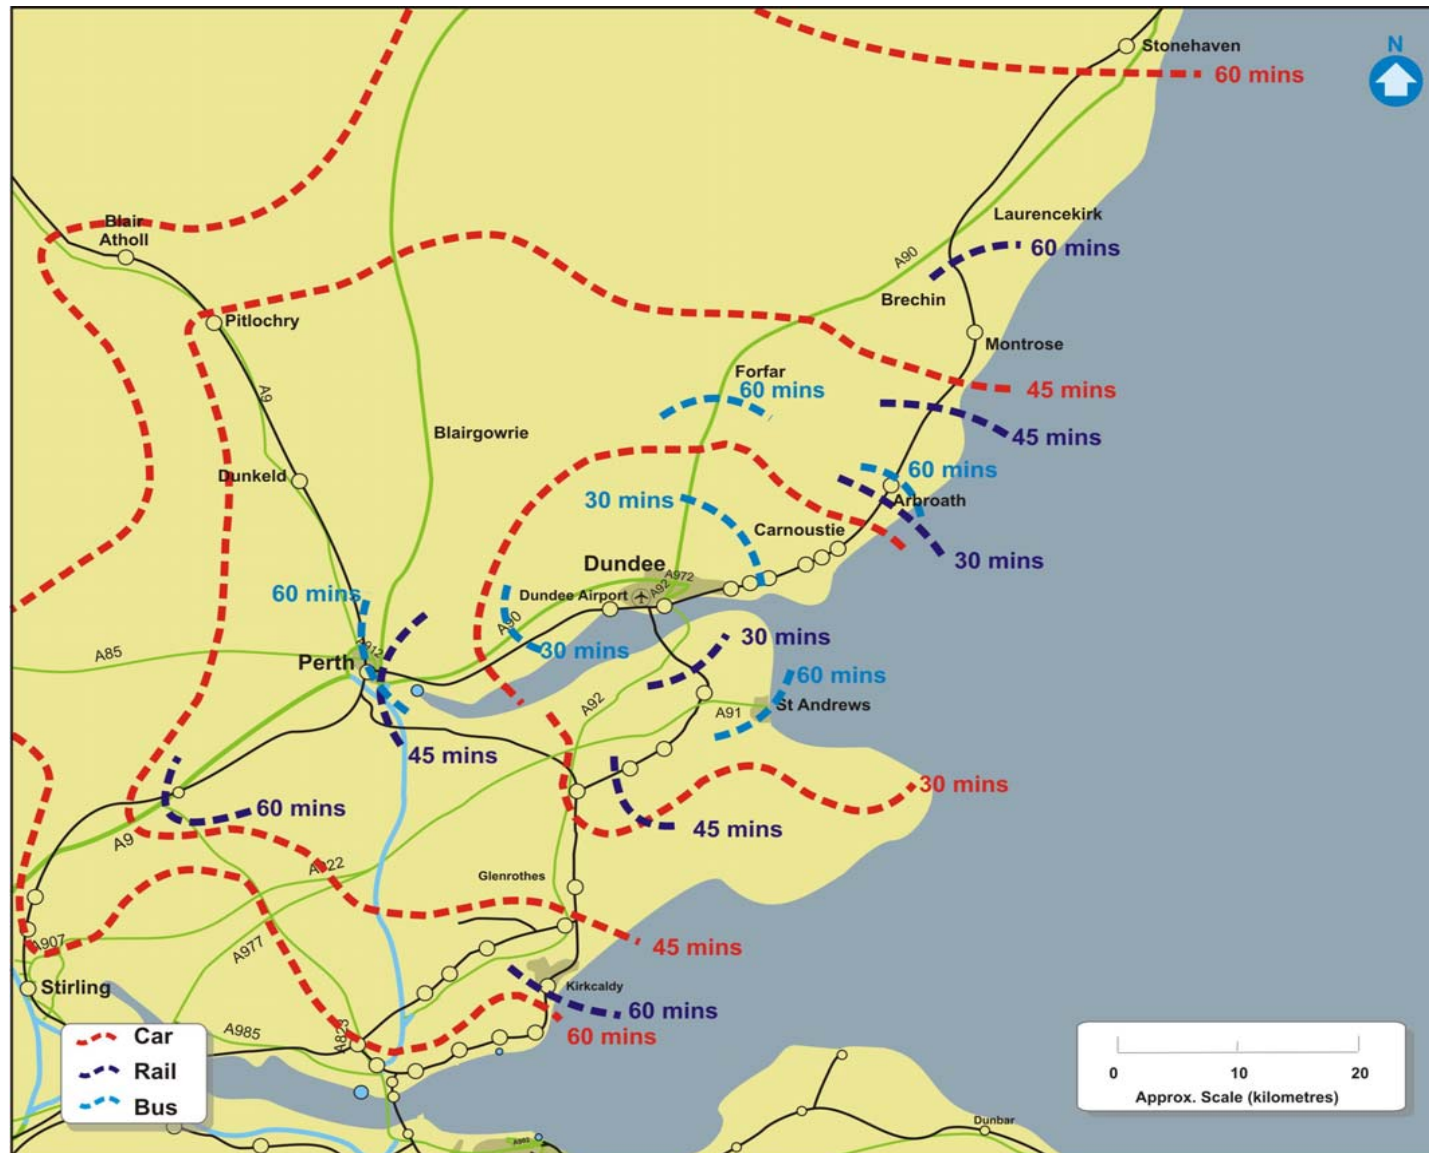 N
Stonehaven
60 mins
Laurencekirk
Blair
Atholl
60 mins
A90
Brechin
Pitlochry
Montrose
Forfar
A9
60 mins
45 mins
Blairgowrie
45 mins
Dunkeld
60 mins
30 mins
Arbroath
Carnoustie
30 mins
Dundee
A972
60 mins
Dundee Airport
A92
A90
A912
30 mins
30 mins
A85
Perth
60 mins
A92
A91
St Andrews
45 mins
30 mins
60 mins
45 mins
A9
A822
Glenrothes
A907
A977
45 mins
Stirling
Kirkcaldy
60 mins
A985
A823
60 mins
Car
Rail
Bus
0
10
20
Approx. Scale (kilometres)
Dunbar